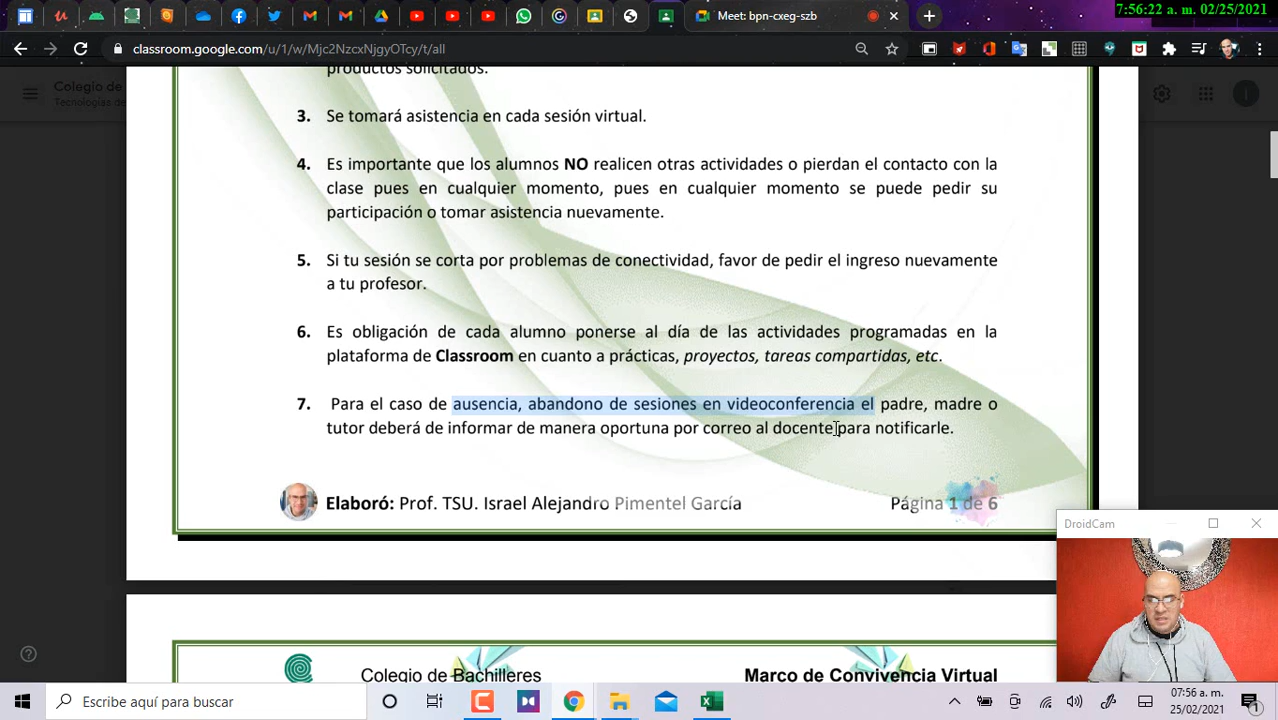 7:56:22 a. m. 02/25/2021
Meet: bpn-cxeg-szb
classroom.google.com/u/1/w/Mjc2NzcxNjgyOTcy/t/all
productos solicitados.
Colegio de
Tecnologías de
3. Se tomará asistencia en cada sesión virtual.
4. Es importante que los alumnos NO realicen otras actividades o pierdan el contacto con la
clase pues en cualquier momento, pues en cualquier momento se puede pedir su
participación o tomar asistencia nuevamente.
5. Si tu sesión se corta por problemas de conectividad, favor de pedir el ingreso nuevamente
a tu profesor.
6. Es obligación de cada alumno ponerse al día de las actividades programadas en la
plataforma de Classroom en cuanto a prácticas, proyectos, tareas compartidas, etc.
7. Para el caso de ausencia, abandono de sesiones en videoconferencia el padre, madre o
tutor deberá de informar de manera oportuna por correo al docente para notificarle.
Elaboró: Prof. TSU. Israel Alejandro Pimentel García Página 1 de 6
DroidCam
Colegio de Bachilleres Marco de Convivencia Virtual
Escribe aquí para buscar
07:56 a. m.
25/02/2021